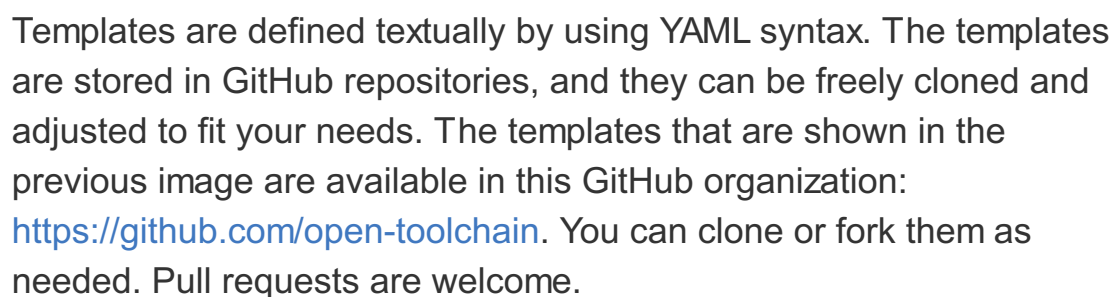 Templates are defined textually by using YAML syntax. The templates
are stored in GitHub repositories, and they can be freely cloned and
adjusted to fit your needs. The templates that are shown in the
previous image are available in this GitHub organization:
https://github.com/open-toolchain. You can clone or fork them as
needed. Pull requests are welcome.